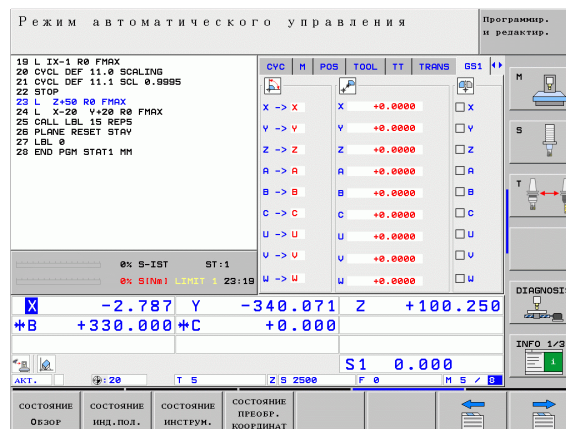 Режим автоматического управления
Программир.
и редактир.
19 L IX-1 R0 FMAX
20 CYCL DEF 11.0 SCALING
21 CYCL DEF 11.1 SCL 0.9995
22 STOP
23 L Z+50 R0 FMAX
24 L X-20 Y+20 R0 FMAX
25 CALL LBL 15 REP5
26 PLANE RESET STAY
27 LBL 0
28 END PGM STAT1 MM
CYC M POS TOOL TT TRANS GS1
X -> X X +0.0000 X
Y -> Y Y +0.0000 Y
Z -> Z Z +0.0000 Z
A -> A A +0.0000 A
B -> B B +0.0000 B
C -> C C +0.0000 C
U -> U U +0.0000 U
V -> V V +0.0000 V
W -> W W +0.0000 W
0% S-IST ST:1
0% S[Nm] LIMIT 1 23:19
X -2.787 Y -340.071 Z +100.250
B +330.000 C +0.000
S1 0.000
АКТ. : 20 T 5 Z S 2500 F 0 M 5 / 8
M
S
T
DIAGNOSI
INFO 1/3
i
СОСТОЯНИЕ
ОБЗОР
СОСТОЯНИЕ
ИНД.ПОЛ.
СОСТОЯНИЕ
ИНСТРУМ.
СОСТОЯНИЕ
ПРЕОБР.
КООРДИНАТ